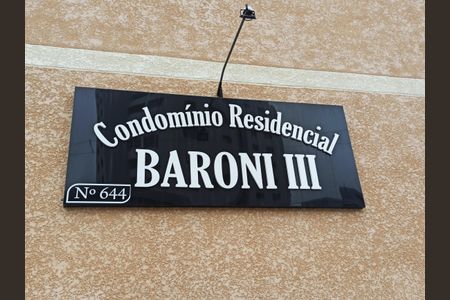 Condomínio Residencial
BARONI III
Nº 644